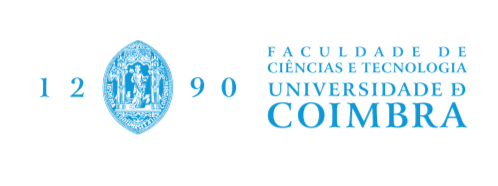 1 2 9 0
FACULDADE DE
CIÊNCIAS E TECNOLOGIA
UNIVERSIDADE Ð
COIMBRA